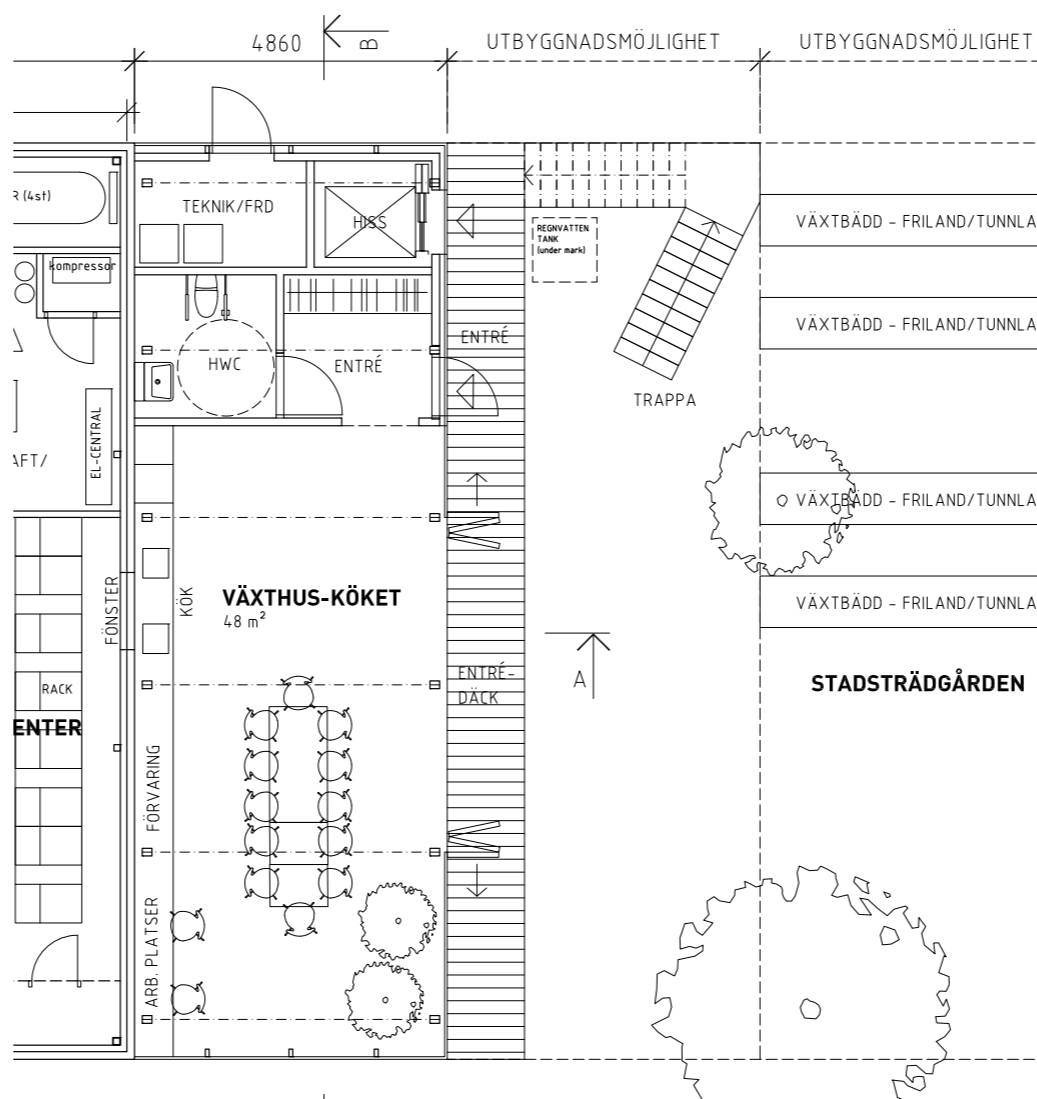 4860
B
UTBYGGNADSMÖJLIGHET
UTBYGGNADSMÖJLIGHET
R (4st)
TEKNIK/FRD
HISS
REGNVATTEN
TANK
(under mark)
VÄXTBÄDD - FRILAND/TUNNLA
kompressor
VÄXTBÄDD - FRILAND/TUNNLA
HWC
ENTRÉ
ENTRÉ
TRAPPA
EL-CENTRAL
AFT/
VÄXTBÄDD - FRILAND/TUNNLA
FÖNSTER
KÖK
VÄXTHUS-KÖKET
48 m²
VÄXTBÄDD - FRILAND/TUNNLA
RACK
ENTRÉ-
DÄCK
A
STADSTRÄDGÅRDEN
ENTER
FÖRVARING
ARB. PLATSER